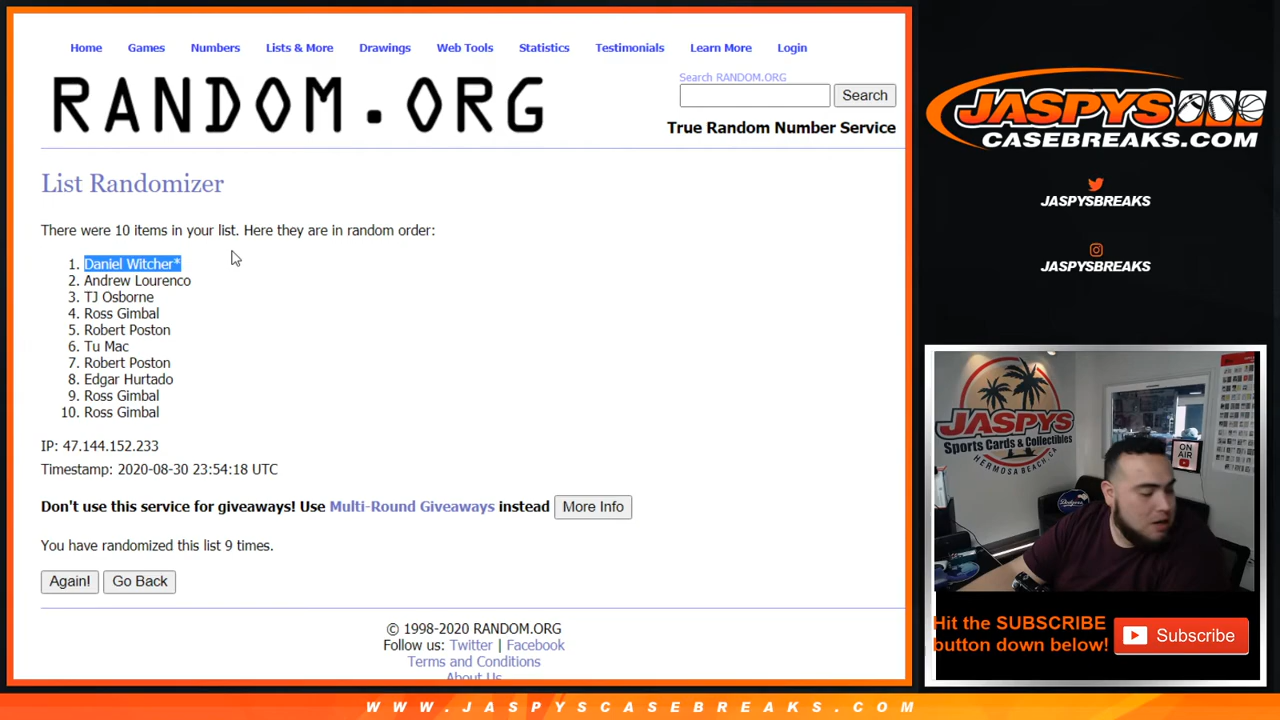 Home Games Numbers Lists & More Drawings Web Tools Statistics Testimonials Learn More Login
RANDOM.ORG
Search RANDOM.ORG
Search
True Random Number Service
List Randomizer
There were 10 items in your list. Here they are in random order:
1. Daniel Witcher*
2. Andrew Lourenco
3. TJ Osborne
4. Ross Gimbal
5. Robert Poston
6. Tu Mac
7. Robert Poston
8. Edgar Hurtado
9. Ross Gimbal
10. Ross Gimbal
IP: 47.144.152.233
Timestamp: 2020-08-30 23:54:18 UTC
Don't use this service for giveaways! Use Multi-Round Giveaways instead More Info
You have randomized this list 9 times.
Again! Go Back
© 1998-2020 RANDOM.ORG
Follow us: Twitter | Facebook
Terms and Conditions
About Us
JASPYS
CASEBREAKS.COM
JASPYSBREAKS
JASPYSBREAKS
JASPYS
Sports Cards & Collectibles
HERMOSA BEACH, CA
ON
AIR
Dodgers
Hit the SUBSCRIBE
button down below!
Subscribe
WWW.JASPYSCASEBREAKS.COM